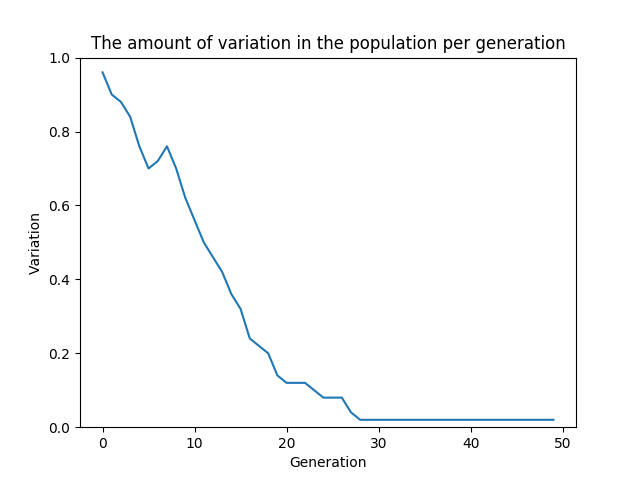 The amount of variation in the population per generation
1.0
0.8
0.6
0.4
0.2
0.0
Variation
0 10 20 30 40 50
Generation